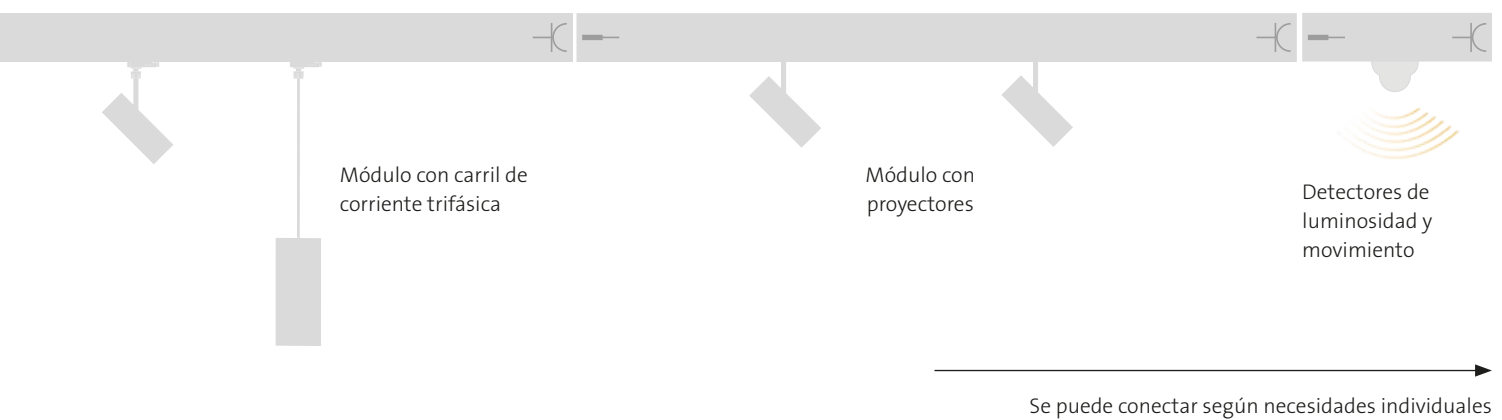 Módulo con carril de
corriente trifásica
Módulo con
proyectores
Detectores de
luminosidad y
movimiento
Se puede conectar según necesidades individuales